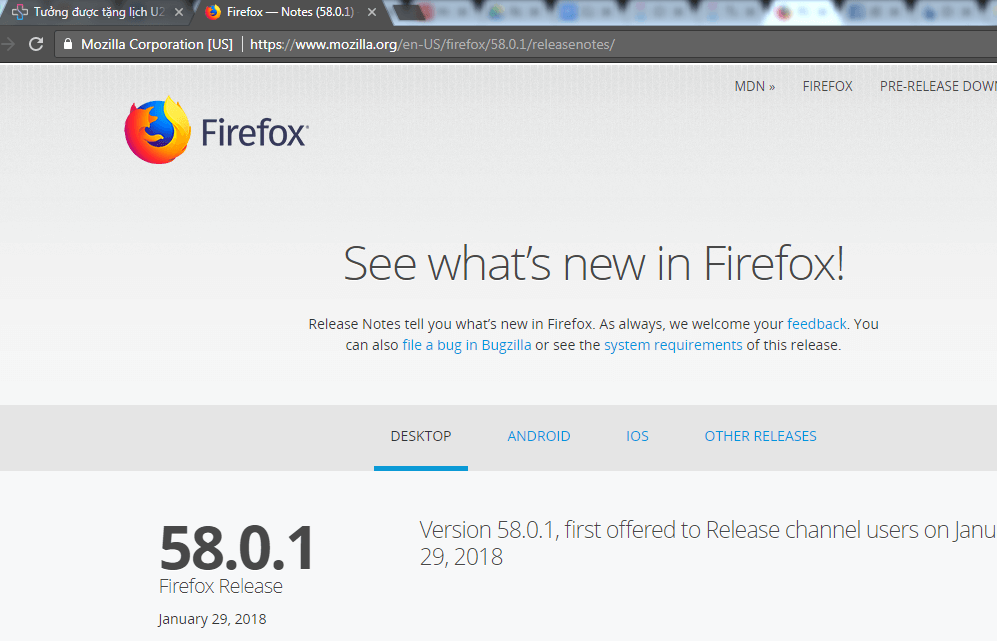 Tưởng được tặng lịch U2
Firefox — Notes (58.0.1)
Mozilla Corporation [US] https://www.mozilla.org/en-US/firefox/58.0.1/releasenotes/
MDN » FIREFOX PRE-RELEASE DOWN
Firefox
See what’s new in Firefox!
Release Notes tell you what’s new in Firefox. As always, we welcome your feedback. You
can also file a bug in Bugzilla or see the system requirements of this release.
DESKTOP ANDROID IOS OTHER RELEASES
58.0.1
Firefox Release
January 29, 2018
Version 58.0.1, first offered to Release channel users on Janu
29, 2018